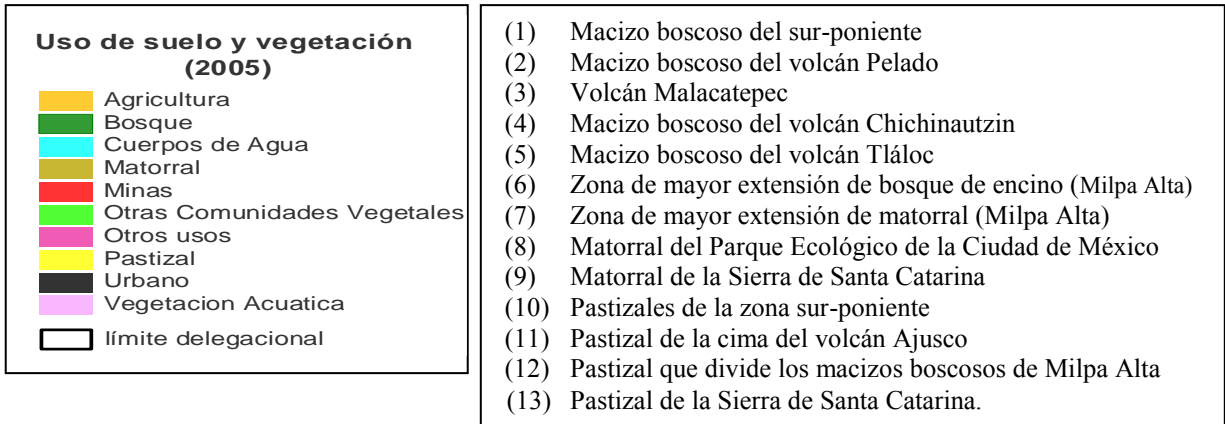 Uso de suelo y vegetación
(2005)
Agricultura
Bosque
Cuerpos de Agua
Matorral
Minas
Otras Comunidades Vegetales
Otros usos
Pastizal
Urbano
Vegetacion Acuatica
límite delegacional
(1) Macizo boscoso del sur-poniente
(2) Macizo boscoso del volcán Pelado
(3) Volcán Malacatepec
(4) Macizo boscoso del volcán Chichinautzin
(5) Macizo boscoso del volcán Tláloc
(6) Zona de mayor extensión de bosque de encino (Milpa Alta)
(7) Zona de mayor extensión de matorral (Milpa Alta)
(8) Matorral del Parque Ecológico de la Ciudad de México
(9) Matorral de la Sierra de Santa Catarina
(10) Pastizales de la zona sur-poniente
(11) Pastizal de la cima del volcán Ajusco
(12) Pastizal que divide los macizos boscosos de Milpa Alta
(13) Pastizal de la Sierra de Santa Catarina.